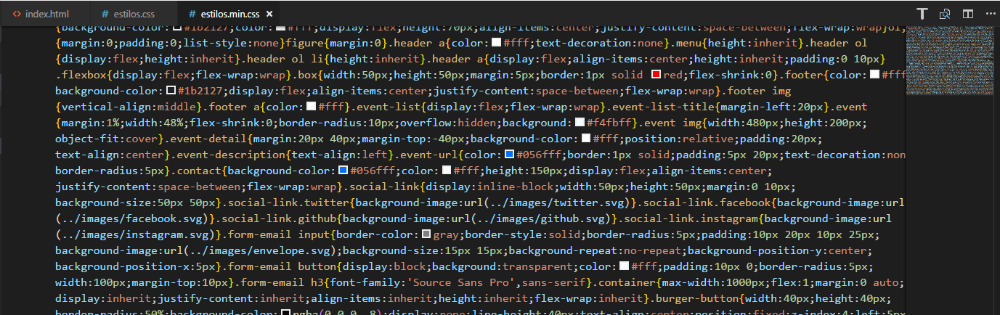 index.html
estilos.css
estilos.min.css
{background-color:#1b2127;color:#fff;display:flex;height:70px;align-items:center;justify-content:space-between;flex-wrap:wrap}ol,
{margin:0;padding:0;list-style:none}figure{margin:0}.header a{color:#fff;text-decoration:none}.menu{height:inherit}.header ol
{display:flex;height:inherit}.header ol li{height:inherit}.header a{display:flex;align-items:center;height:inherit;padding:0 10px}
.flexbox{display:flex;flex-wrap:wrap}.box{width:50px;height:50px;margin:5px;border:1px solid red;flex-shrink:0}.footer{color:#fff
background-color:#1b2127;display:flex;align-items:center;justify-content:space-between;flex-wrap:wrap}.footer img
{vertical-align:middle}.footer a{color:#fff}.event-list{display:flex;flex-wrap:wrap}.event-list-title{margin-left:20px}.event
{margin:1%;width:48%;flex-shrink:0;border-radius:10px;overflow:hidden;background:#f4fbff}.event img{width:480px;height:200px;
object-fit:cover}.event-detail{margin:20px 40px;margin-top:-40px;background-color:#fff;position:relative;padding:20px;
text-align:center}.event-description{text-align:left}.event-url{color:#056fff;border:1px solid;padding:5px 20px;text-decoration:non
border-radius:5px}.contact{background-color:#056fff;color:#fff;height:150px;display:flex;align-items:center;
justify-content:space-between;flex-wrap:wrap}.social-link{display:inline-block;width:50px;height:50px;margin:0 10px;
background-size:50px 50px}.social-link.twitter{background-image:url(../images/twitter.svg)}.social-link.facebook{background-image:url
(../images/facebook.svg)}.social-link.github{background-image:url(../images/github.svg)}.social-link.instagram{background-image:url
(../images/instagram.svg)}.form-email input{border-color:gray;border-style:solid;border-radius:5px;padding:10px 20px 10px 25px;
background-image:url(../images/envelope.svg);background-size:15px 15px;background-repeat:no-repeat;background-position-y:center;
background-position-x:5px}.form-email button{display:block;background:transparent;color:#fff;padding:10px 0;border-radius:5px;
width:100px;margin-top:10px}.form-email h3{font-family:'Source Sans Pro',sans-serif}.container{max-width:1000px;flex:1;margin:0 auto;
display:inherit;justify-content:inherit;align-items:inherit;height:inherit;flex-wrap:inherit}.burger-button{width:40px;height:40px;
border-radius:50%;background-color:rgba(0,0,0,.8);display:none;line-height:40px;text-align:center;position:fixed;z-index:4;left:5px